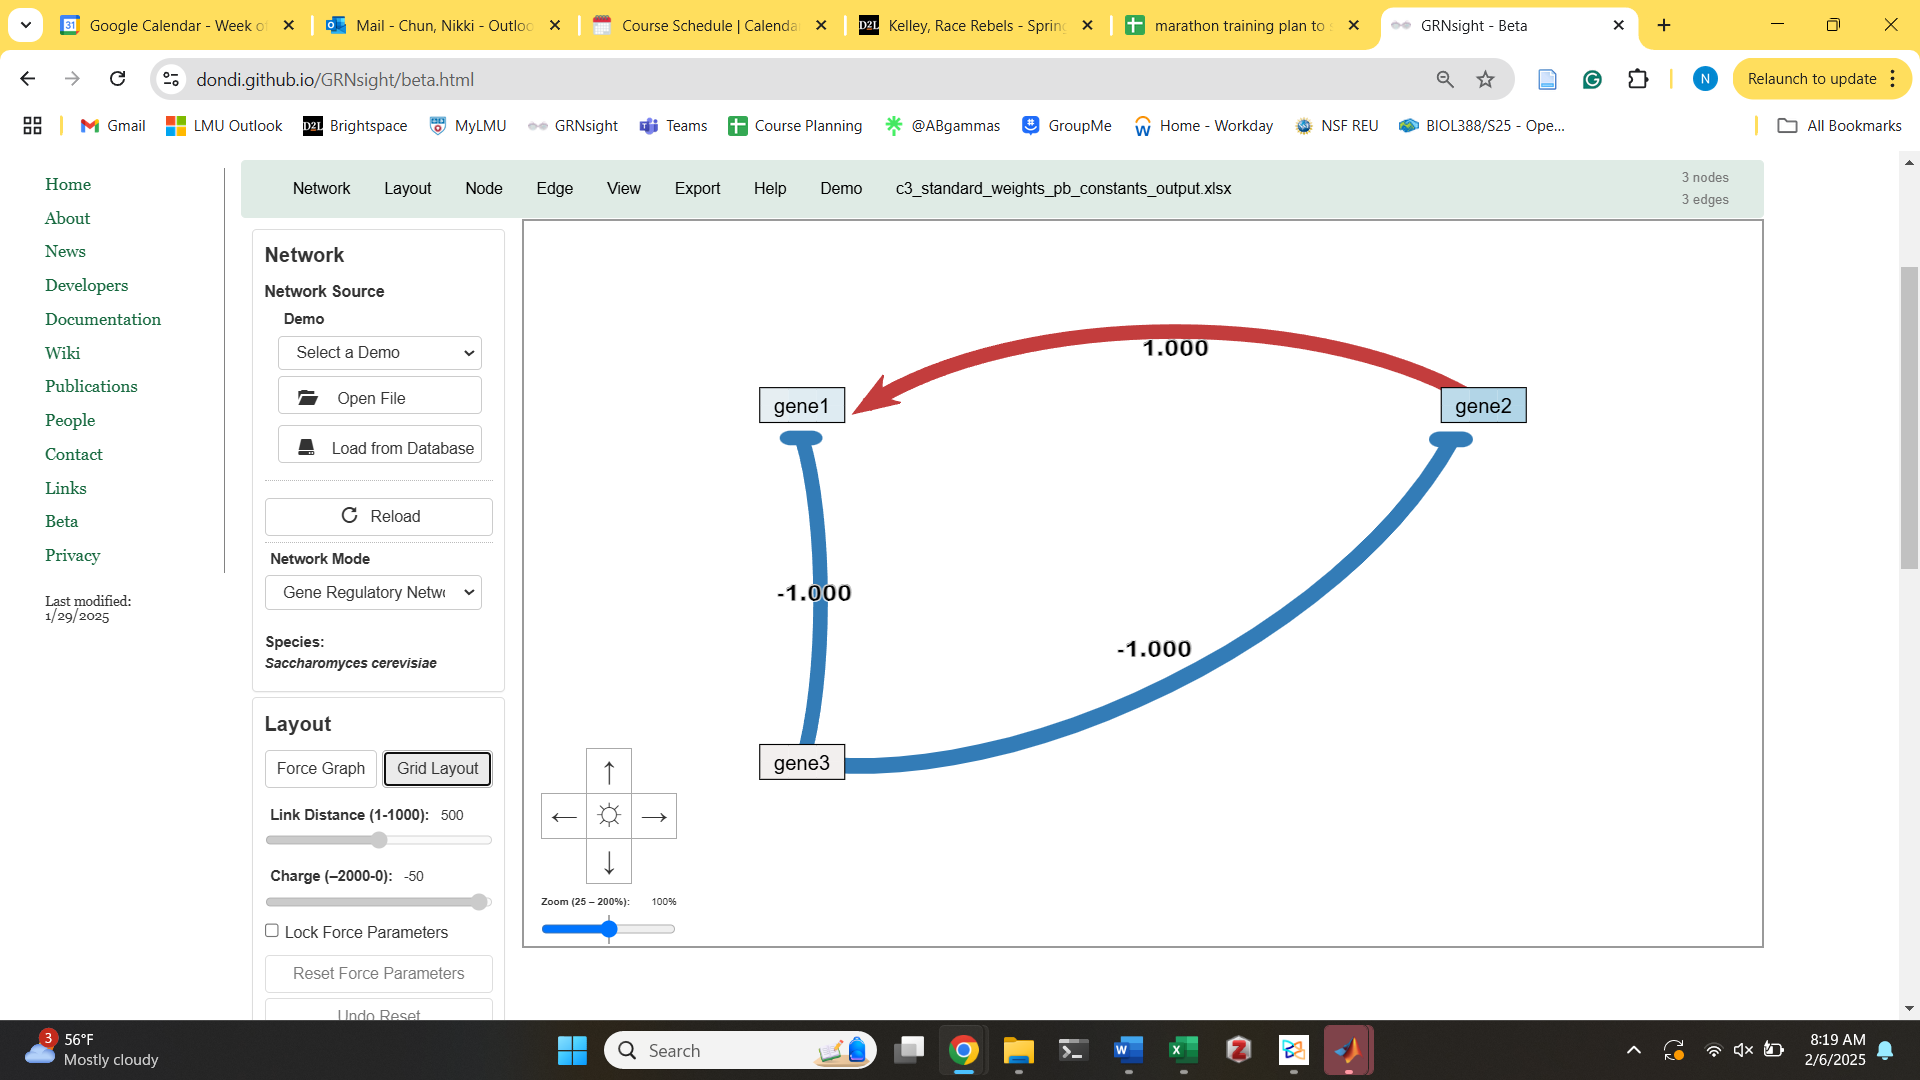 Google Calendar - Week of
Mail - Chun, Nikki - Outloo
Course Schedule | Calenda
D2L Kelley, Race Rebels - Spring
marathon training plan to s
GRNsight - Beta
dondi.github.io/GRNsight/beta.html
N
Relaunch to update
Gmail
LMU Outlook
D2L Brightspace
MyLMU
GRNsight
Teams
Course Planning
@ABgammas
GroupMe
Home - Workday
NSF REU
BIOL388/S25 - Ope...
All Bookmarks
Home
About
News
Developers
Documentation
Wiki
Publications
People
Contact
Links
Beta
Privacy
Last modified:
1/29/2025
Network
Layout
Node
Edge
View
Export
Help
Demo
c3_standard_weights_pb_constants_output.xlsx
3 nodes
3 edges
Network
Network Source
Demo
Select a Demo
Open File
Load from Database
Reload
Network Mode
Gene Regulatory Netwo
Species:
Saccharomyces cerevisiae
Layout
Force Graph
Grid Layout
Link Distance (1-1000): 500
Charge (–2000-0): -50
Lock Force Parameters
Reset Force Parameters
Undo Reset
1.000
gene1
gene2
-1.000
-1.000
gene3
Zoom (25 – 200%): 100%
3
56°F
Mostly cloudy
Search
8:19 AM
2/6/2025